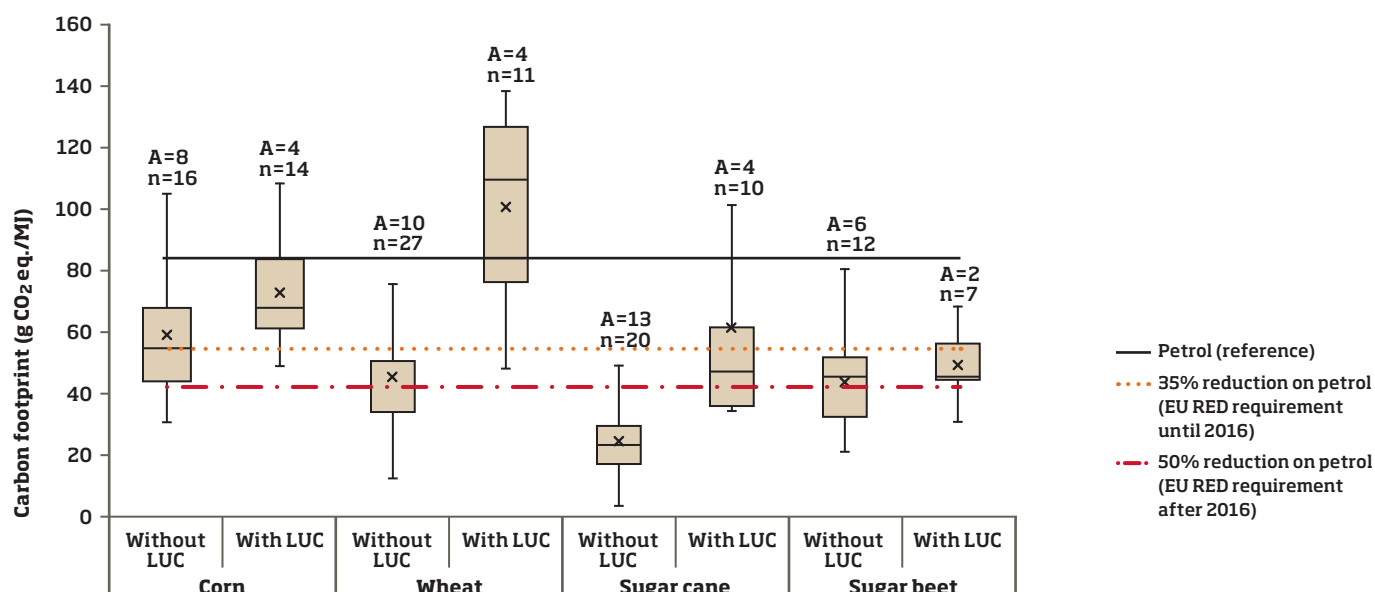 Carbon footprint (g CO₂ eq./MJ)
160
140
120
100
80
60
40
20
0
A=8
n=16
A=4
n=14
A=10
n=27
A=4
n=11
A=13
n=20
A=4
n=10
A=6
n=12
A=2
n=7
Without
LUC
With LUC
Without
LUC
With LUC
Without
LUC
With LUC
Without
LUC
With LUC
Corn
Wheat
Sugar cane
Sugar beet
Petrol (reference)
35% reduction on petrol
(EU RED requirement
until 2016)
50% reduction on petrol
(EU RED requirement
after 2016)